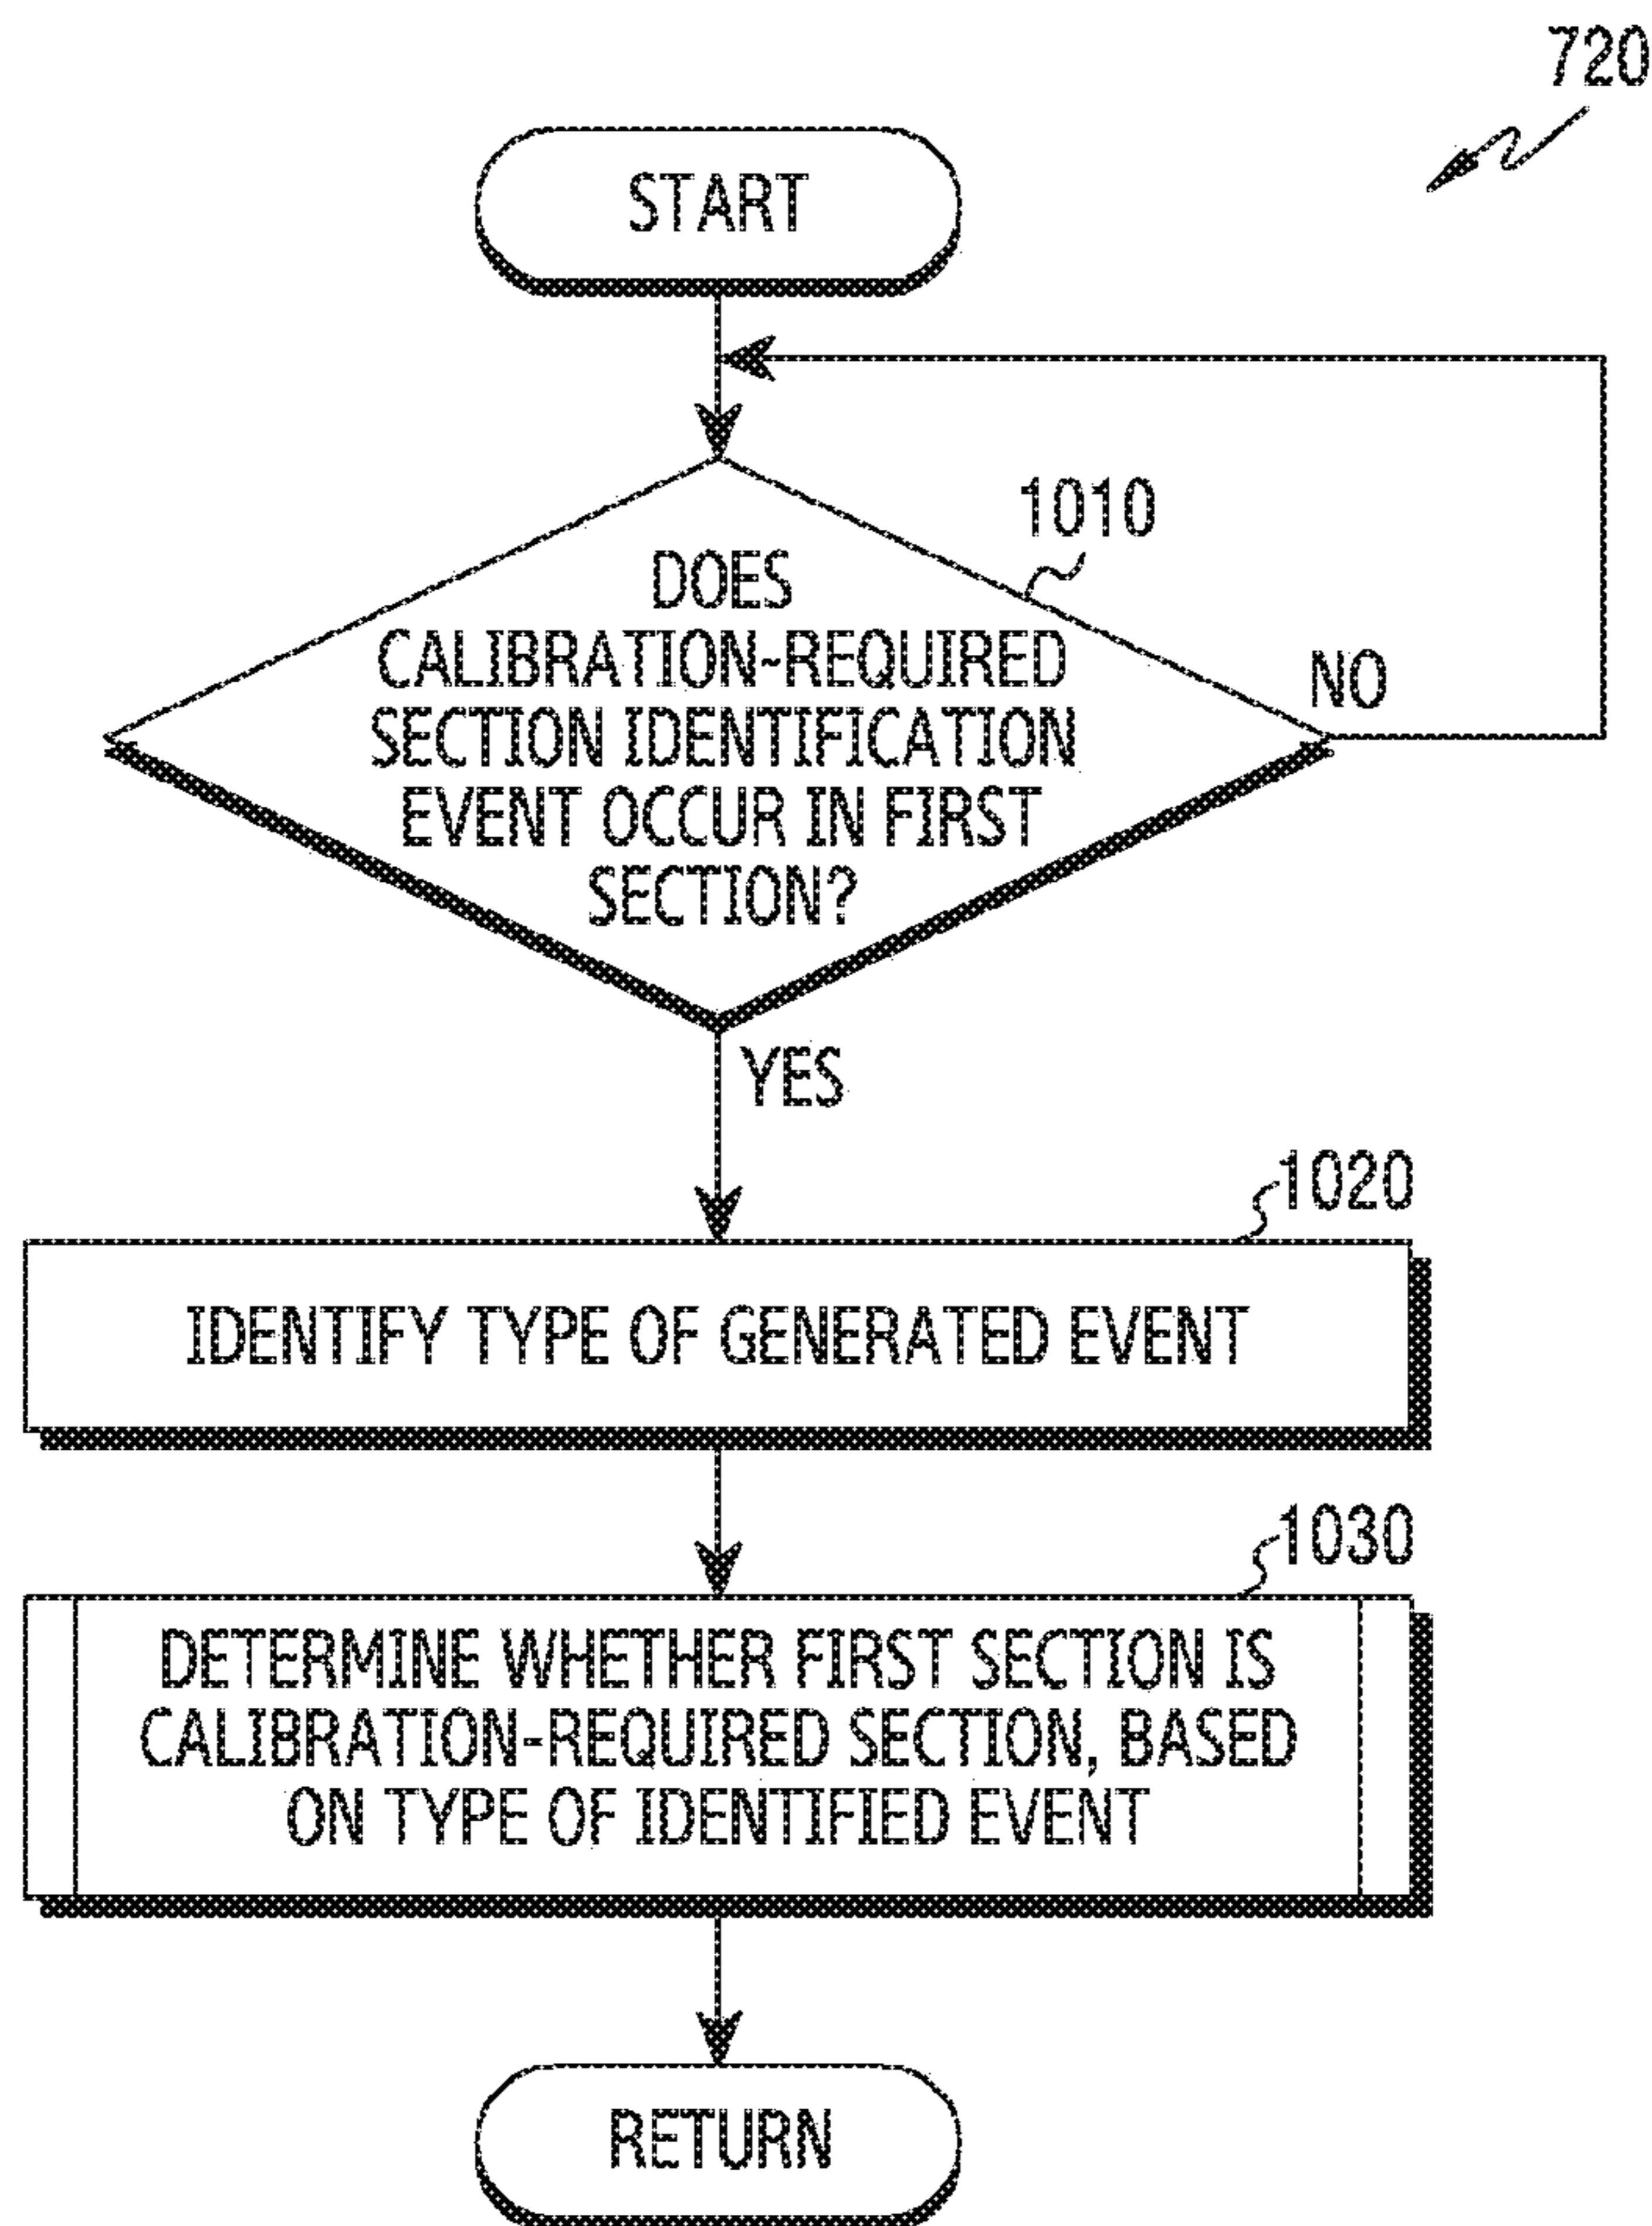 720
START
1010
DOES
CALIBRATION-REQUIRED
SECTION IDENTIFICATION
EVENT OCCUR IN FIRST
SECTION?
NO
YES
1020
IDENTIFY TYPE OF GENERATED EVENT
1030
DETERMINE WHETHER FIRST SECTION IS
CALIBRATION-REQUIRED SECTION, BASED
ON TYPE OF IDENTIFIED EVENT
RETURN